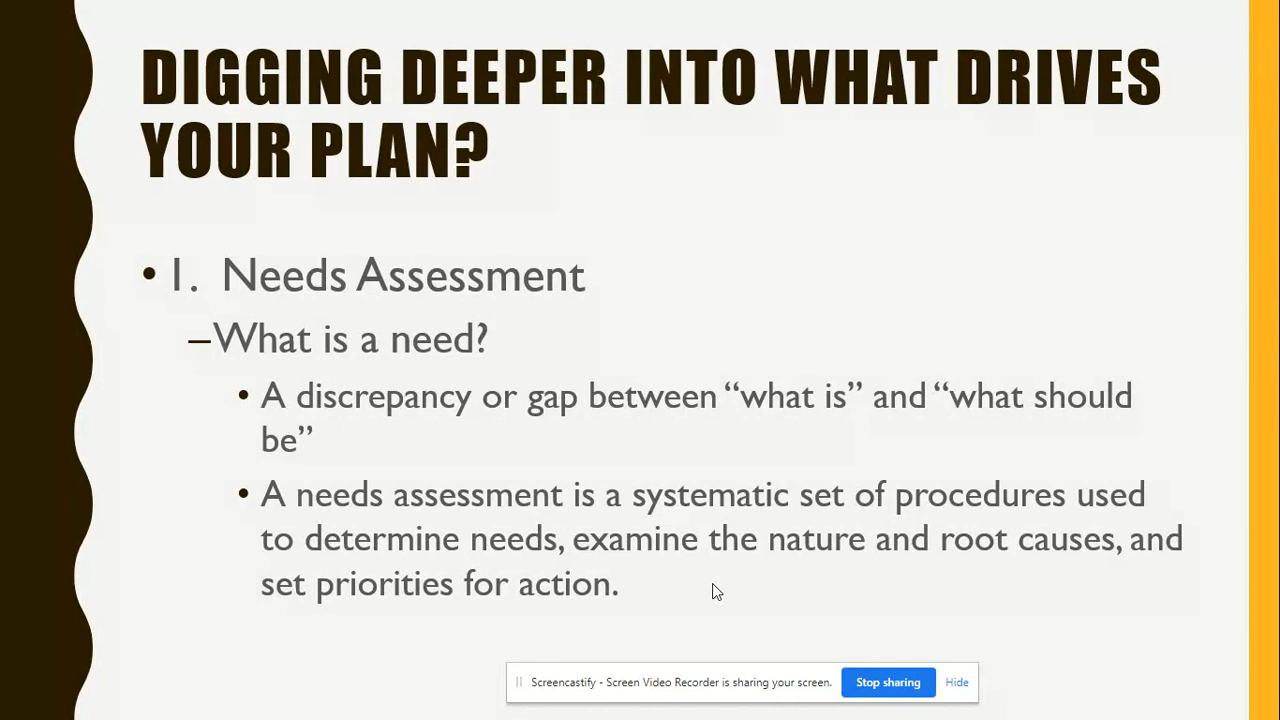 DIGGING DEEPER INTO WHAT DRIVES
YOUR PLAN?
• 1. Needs Assessment
–What is a need?
• A discrepancy or gap between “what is” and “what should
be”
• A needs assessment is a systematic set of procedures used
to determine needs, examine the nature and root causes, and
set priorities for action.
Screencastify - Screen Video Recorder is sharing your screen. Stop sharing Hide